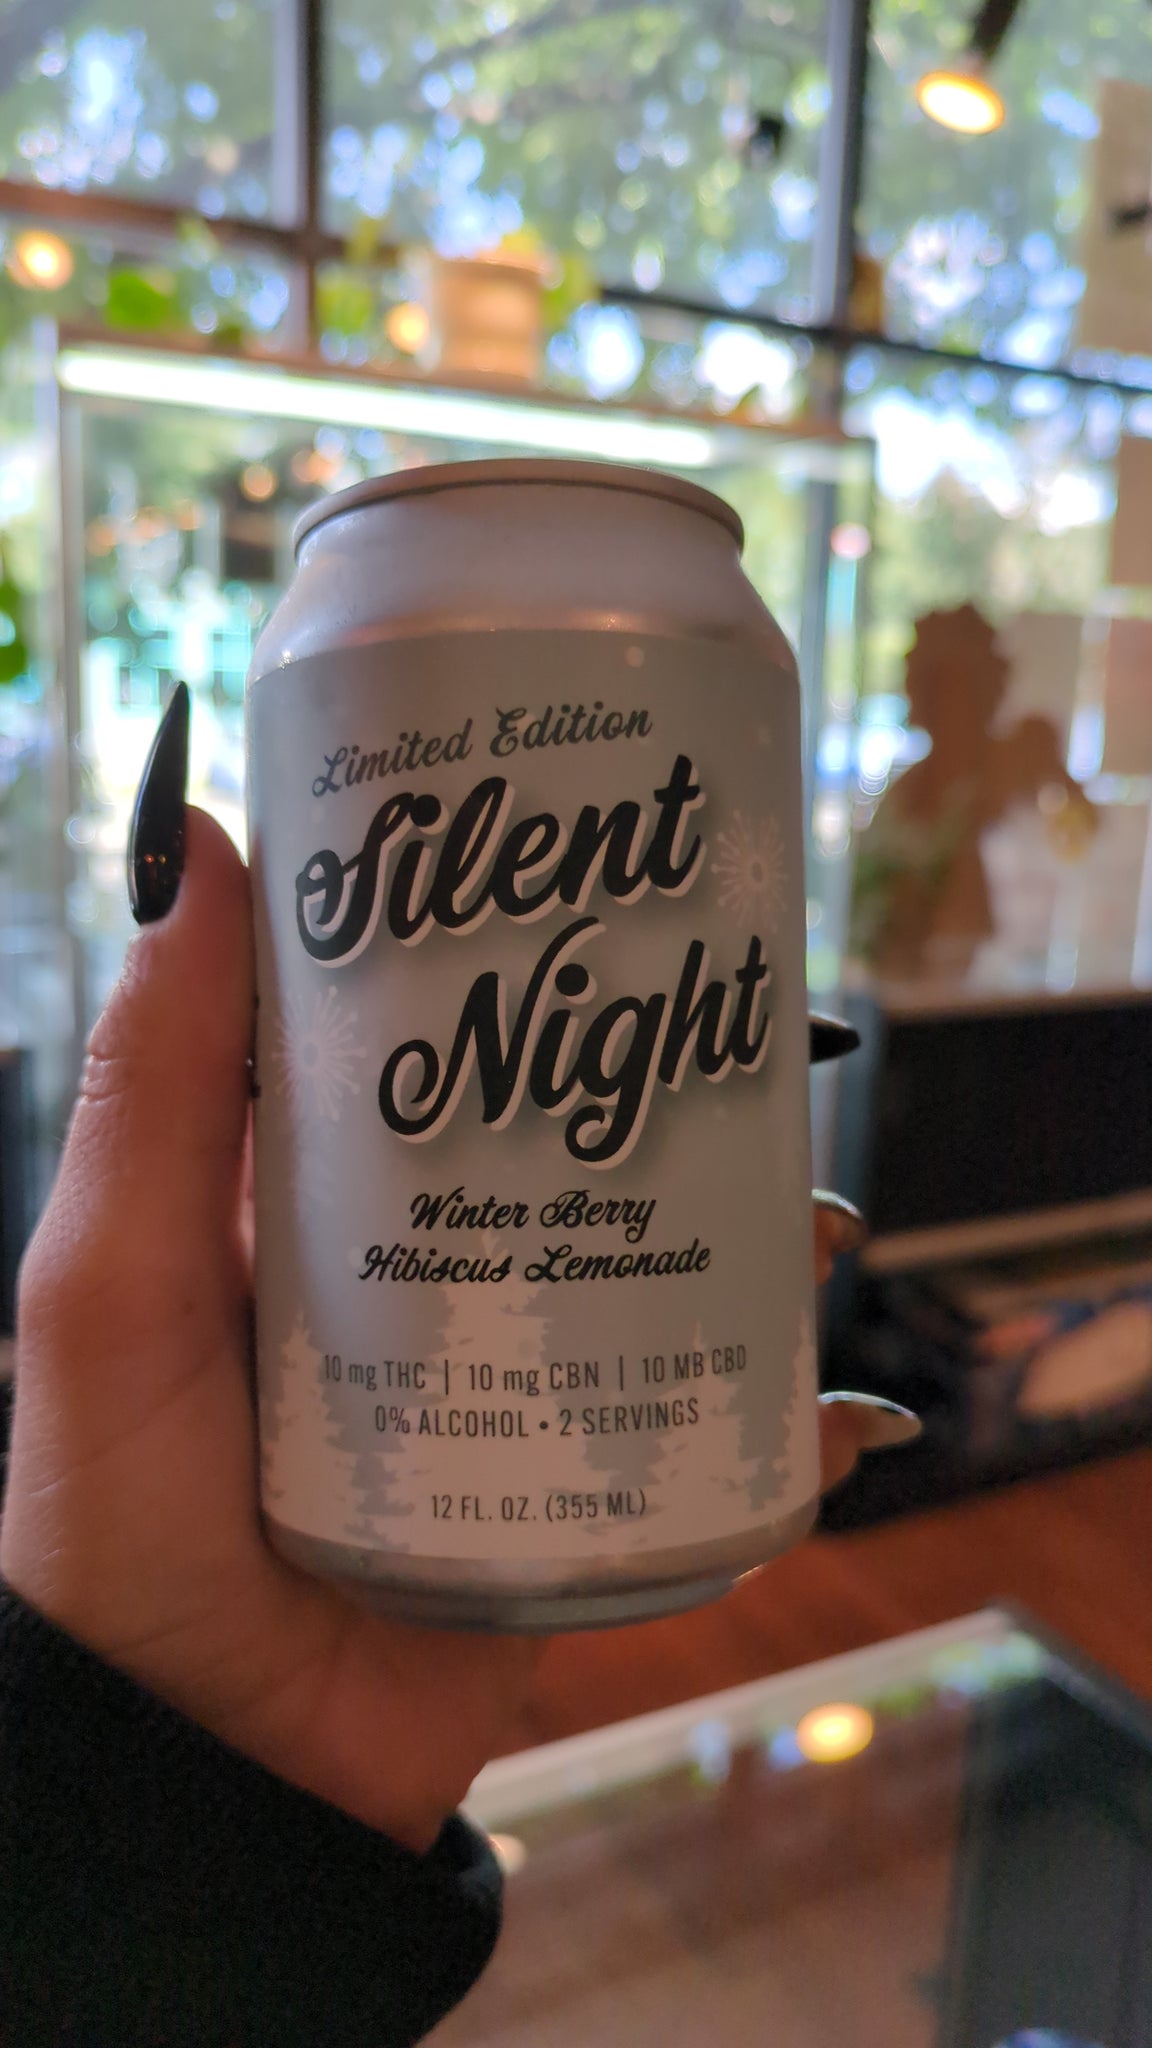 Limited Edition
Silent
Night
Winter Berry
Hibiscus Lemonade
10 mg THC | 10 mg CBN | 10 MB CBD
0% ALCOHOL • 2 SERVINGS
12 FL. OZ. (355 ML)